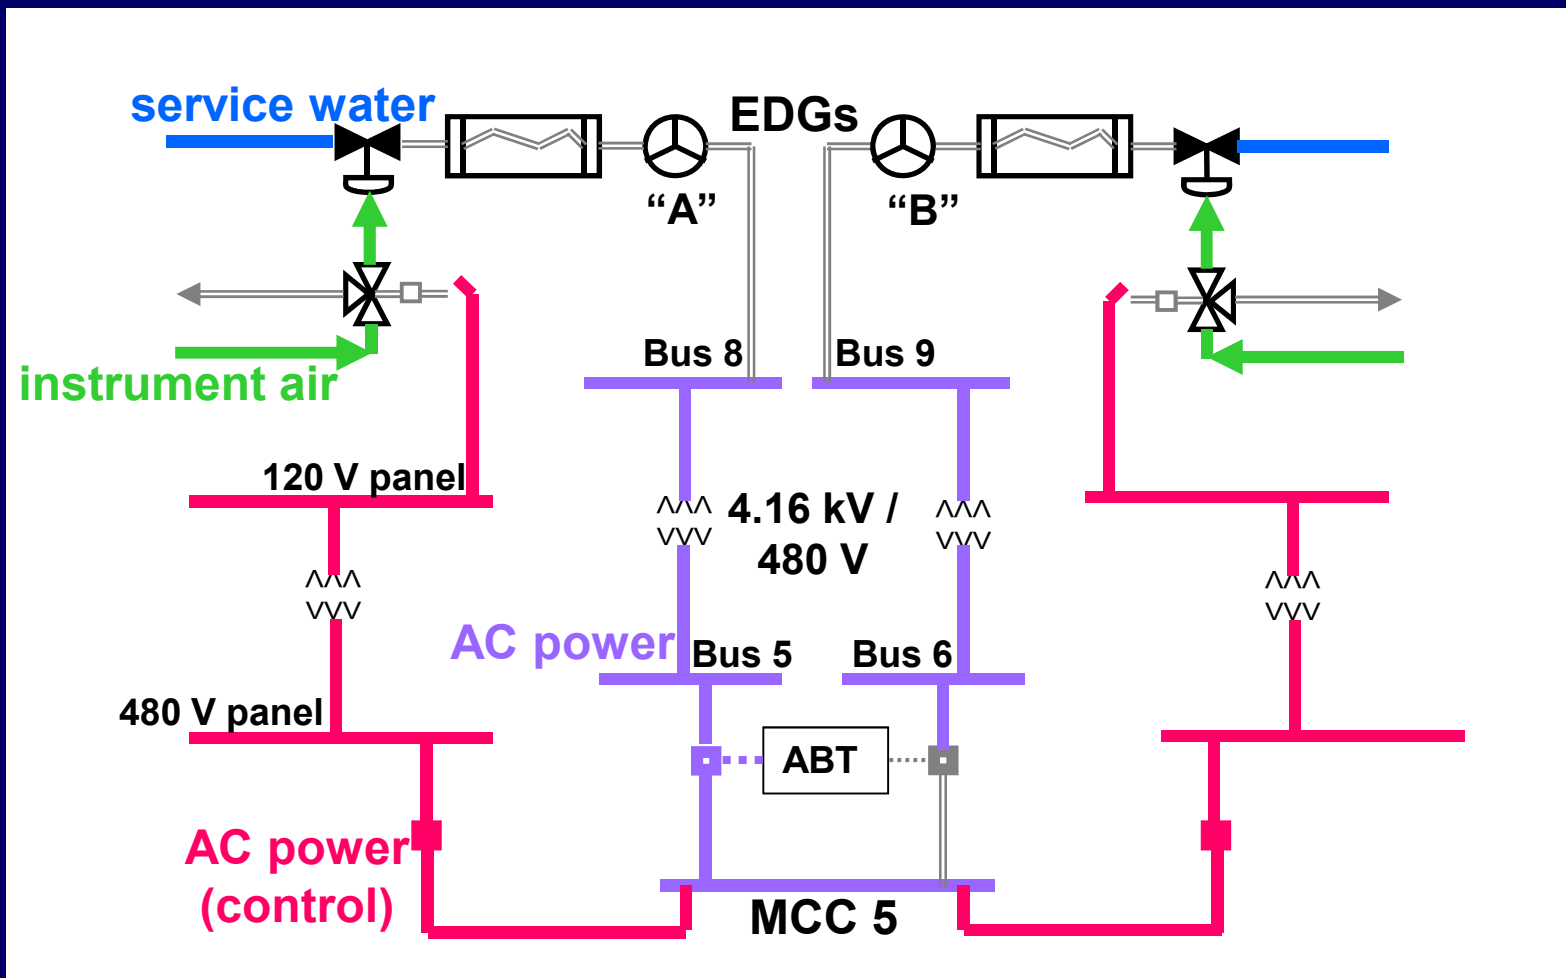 service water
EDGs
“A”
“B”
instrument air
Bus 8
Bus 9
120 V panel
4.16 kV /
480 V
AC power
Bus 5
Bus 6
480 V panel
ABT
AC power
(control)
MCC 5